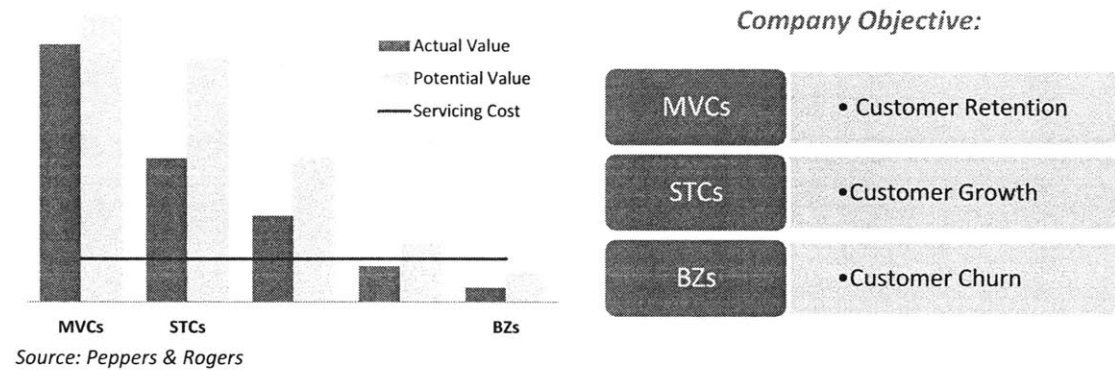 Actual Value
Potential Value
Servicing Cost
MVCs STCs BZs
Source: Peppers & Rogers
Company Objective:
MVCs
• Customer Retention
STCs
•Customer Growth
BZs
•Customer Churn